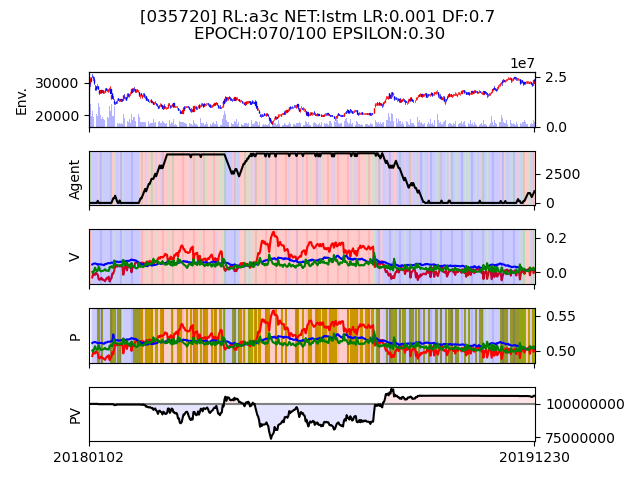 [035720] RL:a3c NET:lstm LR:0.001 DF:0.7
EPOCH:070/100 EPSILON:0.30
1e7
Env.
30000
20000
2.5
0.0
Agent
2500
0
V
0.2
0.0
P
0.55
0.50
PV
100000000
75000000
20180102
20191230